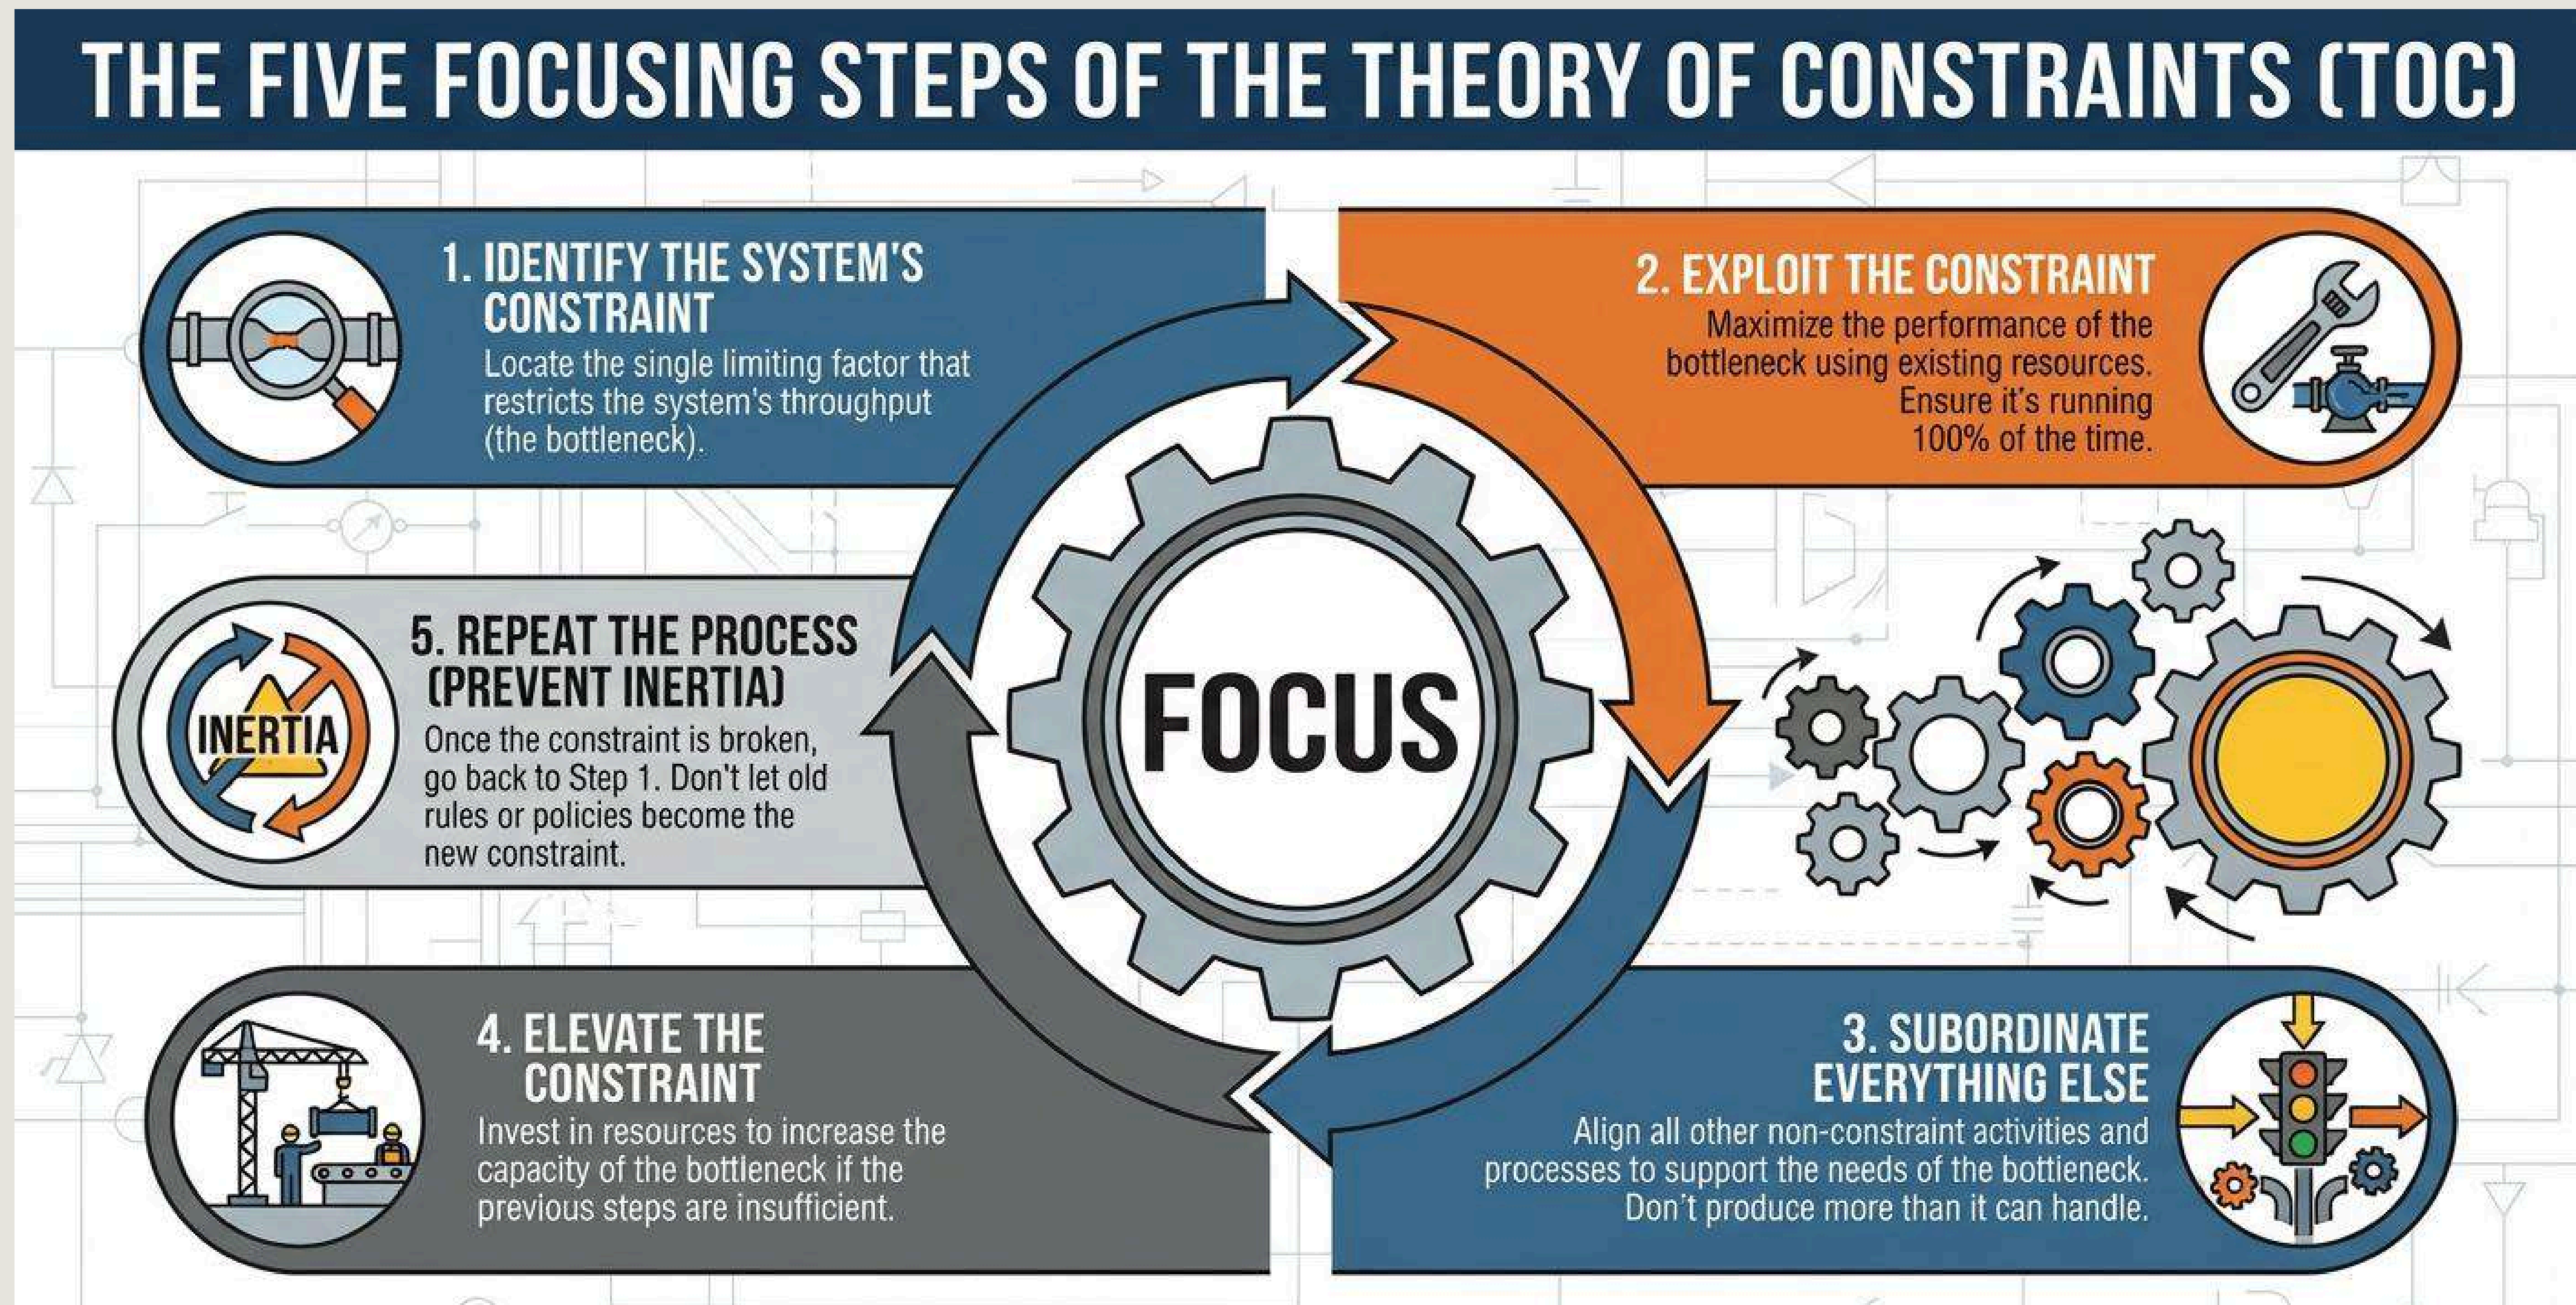 THE FIVE FOCUSING STEPS OF THE THEORY OF CONSTRAINTS (TOC)
1. IDENTIFY THE SYSTEM'S
CONSTRAINT
Locate the single limiting factor that
restricts the system's throughput
(the bottleneck).
2. EXPLOIT THE CONSTRAINT
Maximize the performance of the
bottleneck using existing resources.
Ensure it's running
100% of the time.
3. SUBORDINATE
EVERYTHING ELSE
Align all other non-constraint activities and
processes to support the needs of the bottleneck.
Don't produce more than it can handle.
4. ELEVATE THE
CONSTRAINT
Invest in resources to increase the
capacity of the bottleneck if the
previous steps are insufficient.
5. REPEAT THE PROCESS
(PREVENT INERTIA)
Once the constraint is broken,
go back to Step 1. Don't let old
rules or policies become the
new constraint.
INERTIA
FOCUS